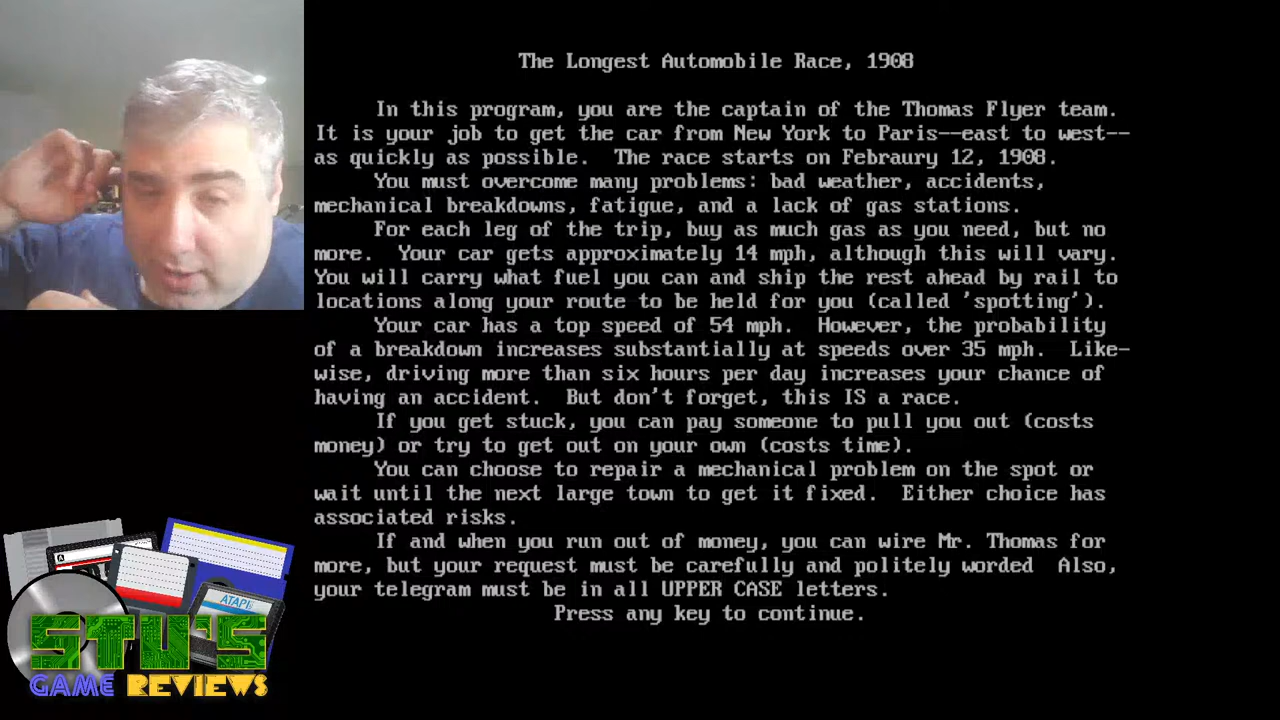 The Longest Automobile Race, 1908
In this program, you are the captain of the Thomas Flyer team.
It is your job to get the car from New York to Paris--east to west--
as quickly as possible.  The race starts on Febraury 12, 1908.
You must overcome many problems: bad weather, accidents,
mechanical breakdowns, fatigue, and a lack of gas stations.
For each leg of the trip, buy as much gas as you need, but no
more.  Your car gets approximately 14 mph, although this will vary.
You will carry what fuel you can and ship the rest ahead by rail to
locations along your route to be held for you (called 'spotting').
Your car has a top speed of 54 mph.  However, the probability
of a breakdown increases substantially at speeds over 35 mph.  Like-
wise, driving more than six hours per day increases your chance of
having an accident.  But don't forget, this IS a race.
If you get stuck, you can pay someone to pull you out (costs
money) or try to get out on your own (costs time).
You can choose to repair a mechanical problem on the spot or
wait until the next large town to get it fixed.  Either choice has
associated risks.
If and when you run out of money, you can wire Mr. Thomas for
more, but your request must be carefully and politely worded  Also,
your telegram must be in all UPPER CASE letters.
Press any key to continue.
ATARI
STU'S
GAME REVIEWS